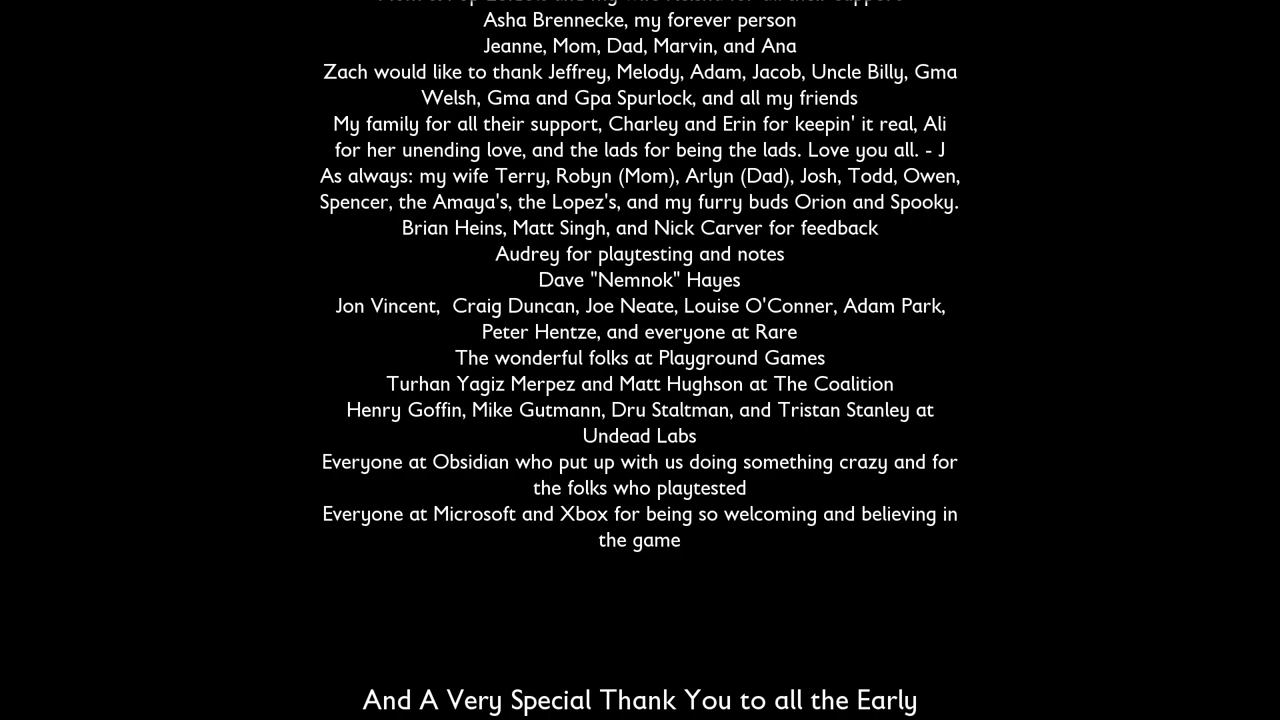 Asha Brennecke, my forever person
Jeanne, Mom, Dad, Marvin, and Ana
Zach would like to thank Jeffrey, Melody, Adam, Jacob, Uncle Billy, Gma
Welsh, Gma and Gpa Spurlock, and all my friends
My family for all their support, Charley and Erin for keepin' it real, Ali
for her unending love, and the lads for being the lads. Love you all. - J
As always: my wife Terry, Robyn (Mom), Arlyn (Dad), Josh, Todd, Owen,
Spencer, the Amaya's, the Lopez's, and my furry buds Orion and Spooky.
Brian Heins, Matt Singh, and Nick Carver for feedback
Audrey for playtesting and notes
Dave "Nemnok" Hayes
Jon Vincent,  Craig Duncan, Joe Neate, Louise O'Conner, Adam Park,
Peter Hentze, and everyone at Rare
The wonderful folks at Playground Games
Turhan Yagiz Merpez and Matt Hughson at The Coalition
Henry Goffin, Mike Gutmann, Dru Staltman, and Tristan Stanley at
Undead Labs
Everyone at Obsidian who put up with us doing something crazy and for
the folks who playtested
Everyone at Microsoft and Xbox for being so welcoming and believing in
the game
And A Very Special Thank You to all the Early